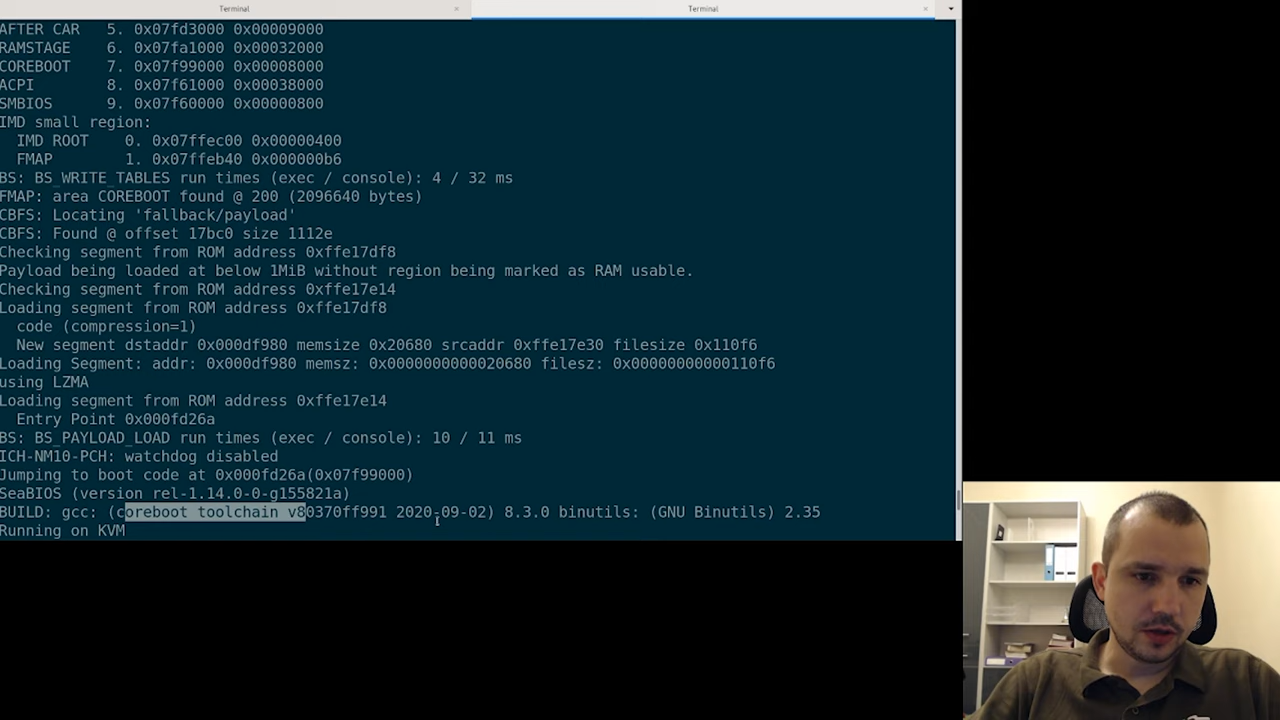 Terminal
Terminal
AFTER CAR 5. 0x07fd3000 0x00009000
RAMSTAGE 6. 0x07fa1000 0x00032000
COREBOOT 7. 0x07f99000 0x00008000
ACPI 8. 0x07f61000 0x00038000
SMBIOS 9. 0x07f60000 0x00000800
IMD small region:
IMD ROOT 0. 0x07ffec00 0x00000400
FMAP 1. 0x07ffeb40 0x000000b6
BS: BS_WRITE_TABLES run times (exec / console): 4 / 32 ms
FMAP: area COREBOOT found @ 200 (2096640 bytes)
CBFS: Locating 'fallback/payload'
CBFS: Found @ offset 17bc0 size 1112e
Checking segment from ROM address 0xffe17df8
Payload being loaded at below 1MiB without region being marked as RAM usable.
Checking segment from ROM address 0xffe17e14
Loading segment from ROM address 0xffe17df8
code (compression=1)
New segment dstaddr 0x000df980 memsize 0x20680 srcaddr 0xffe17e30 filesize 0x110f6
Loading Segment: addr: 0x000df980 memsz: 0x0000000000020680 filesz: 0x00000000000110f6
using LZMA
Loading segment from ROM address 0xffe17e14
Entry Point 0x000fd26a
BS: BS_PAYLOAD_LOAD run times (exec / console): 10 / 11 ms
ICH-NM10-PCH: watchdog disabled
Jumping to boot code at 0x000fd26a(0x07f99000)
SeaBIOS (version rel-1.14.0-0-g155821a)
BUILD: gcc: (coreboot toolchain v80370ff991 2020-09-02) 8.3.0 binutils: (GNU Binutils) 2.35
Running on KVM